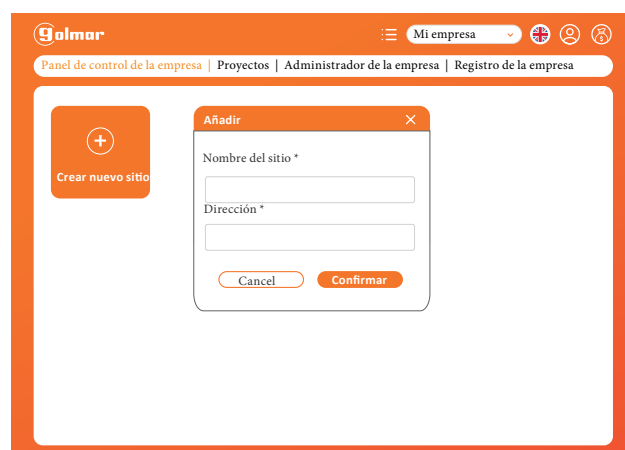 golmar
Mi empresa
Panel de control de la empresa | Proyectos | Administrador de la empresa | Registro de la empresa
Añadir
Crear nuevo sitio
Nombre del sitio *
Dirección *
Cancel
Confirmar